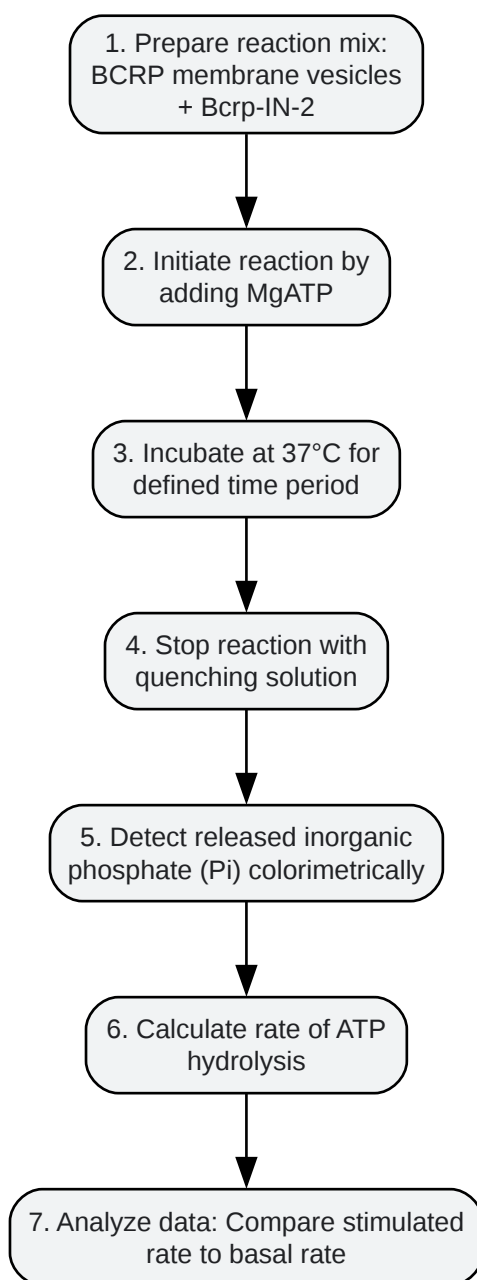 1. Prepare reaction mix:
BCRP membrane vesicles
+ Bcrp-IN-2
2. Initiate reaction by
adding MgATP
3. Incubate at 37°C for
defined time period
4. Stop reaction with
quenching solution
5. Detect released inorganic
phosphate (Pi) colorimetrically
6. Calculate rate of ATP
hydrolysis
7. Analyze data: Compare stimulated
rate to basal rate